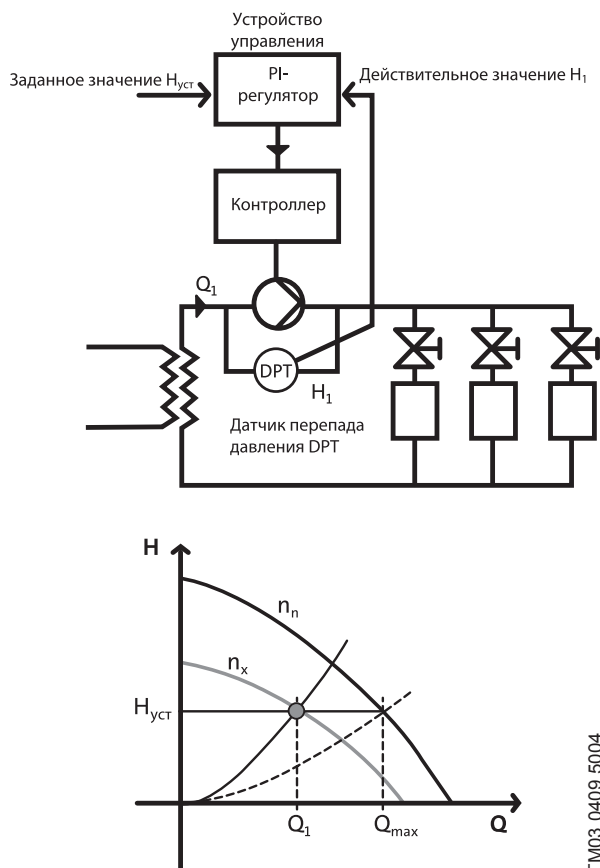 Устройство
управления
Заданное значение Hуст
PI-
регулятор
Действительное значение H1
Контроллер
Q1
DPT
H1
Датчик перепада
давления DPT
H
nn
nx
Hуст
Q1
Qmax
Q
TM03 0409 5004